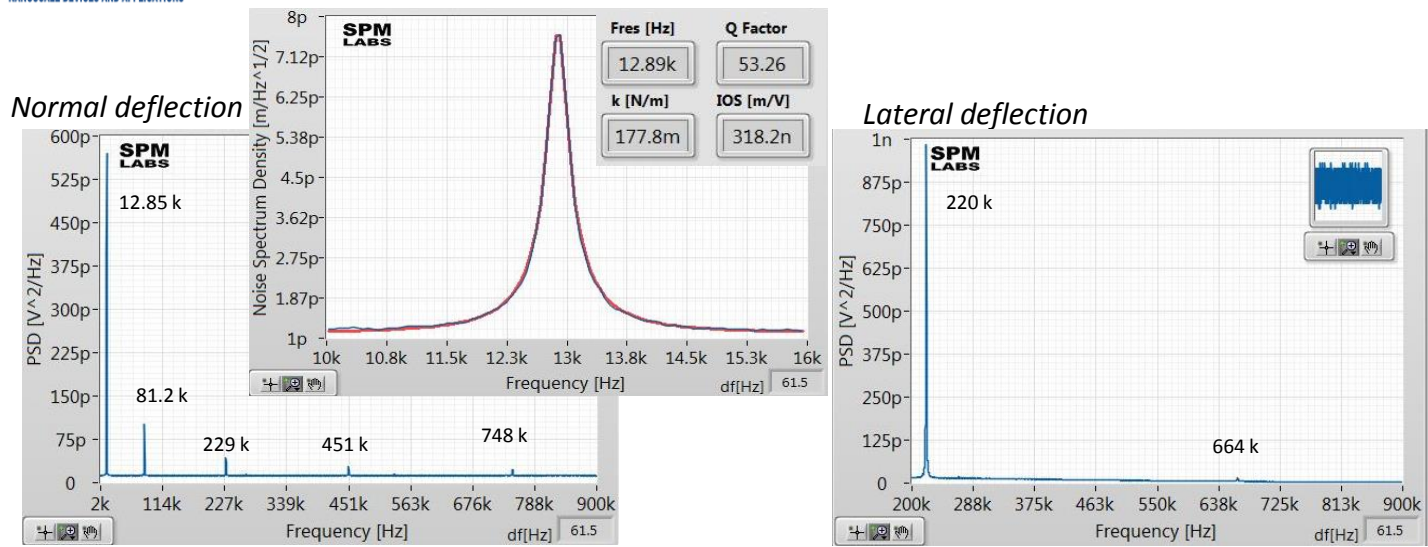 NANOSCALE DEVICES AND APPLICATIONS
Normal deflection
600p
525p
450p
375p
300p
225p
150p
75p
0
PSD [V^2/Hz]
SPM
LABS
12.85 k
81.2 k
229 k
451 k
748 k
2k 114k 227k 339k 451k 563k 676k 788k 900k
Frequency [Hz]
df[Hz] 61.5
8p
7.12p
6.25p
5.38p
4.5p
3.62p
2.75p
1.87p
1p
Noise Spectrum Density [m/Hz^1/2]
SPM
LABS
Fres [Hz] Q Factor
12.89k 53.26
k [N/m] IOS [m/V]
177.8m 318.2n
10k 10.8k 11.5k 12.3k 13k 13.8k 14.5k 15.3k 16k
Frequency [Hz]
df[Hz] 61.5
Lateral deflection
1n
875p
750p
625p
500p
375p
250p
125p
0
PSD [V^2/Hz]
SPM
LABS
220 k
664 k
200k 288k 375k 463k 550k 638k 725k 813k 900k
Frequency [Hz]
df[Hz] 61.5